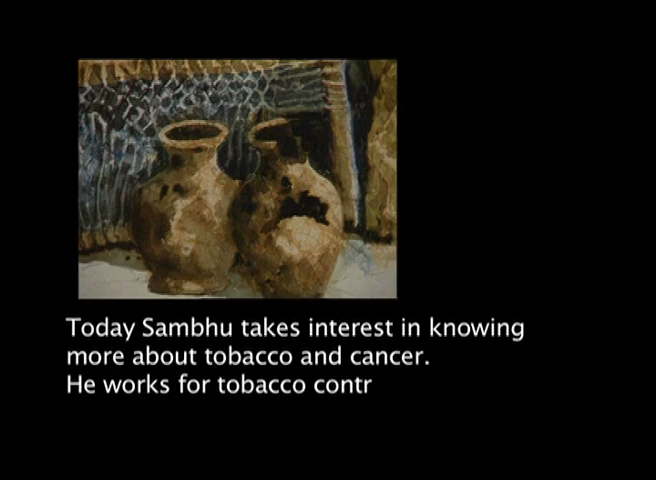 Today Sambhu takes interest in knowing
more about tobacco and cancer.
He works for tobacco contr